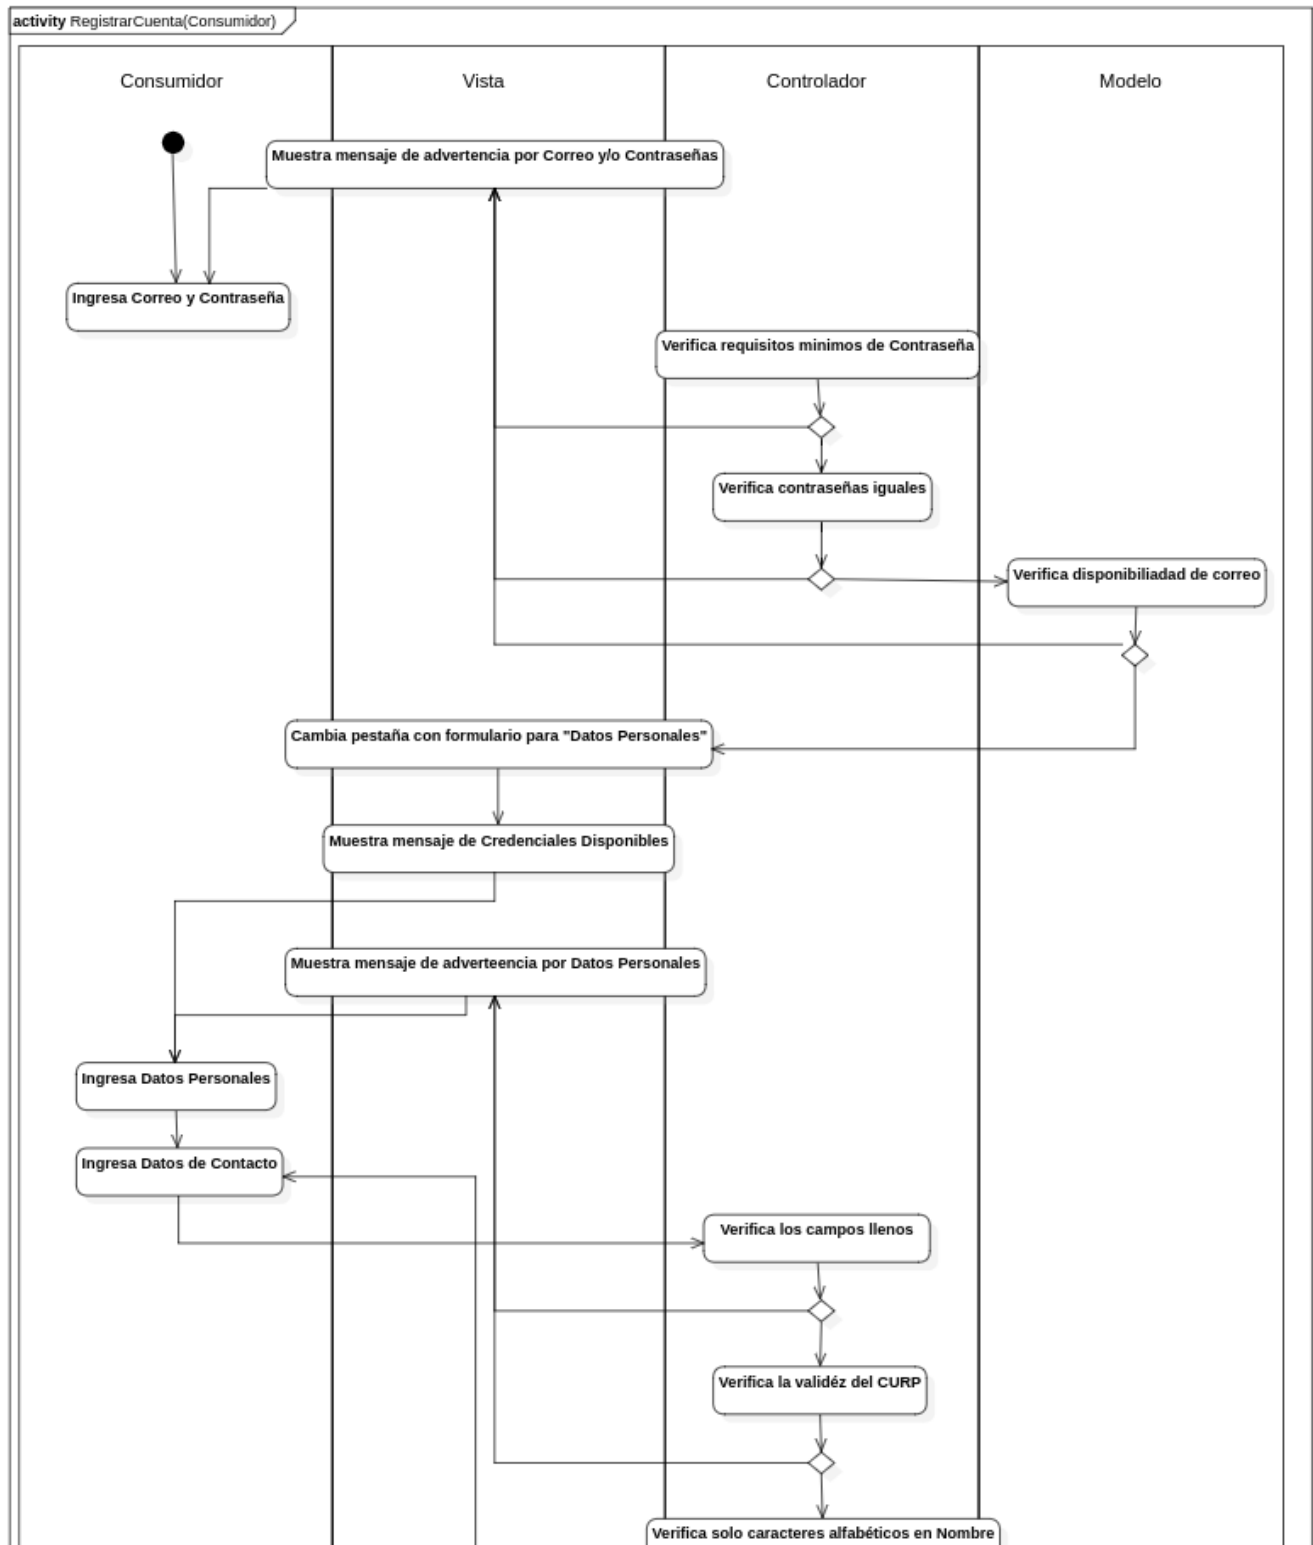 activity RegistrarCuenta(Consumidor)
Consumidor
Vista
Controlador
Modelo
Muestra mensaje de advertencia por Correo y/o Contraseñas
Ingresa Correo y Contraseña
Verifica requisitos minimos de Contraseña
Verifica contraseñas iguales
Verifica disponibiliadad de correo
Cambia pestaña con formulario para "Datos Personales"
Muestra mensaje de Credenciales Disponibles
Muestra mensaje de adverteencia por Datos Personales
Ingresa Datos Personales
Ingresa Datos de Contacto
Verifica los campos llenos
Verifica la validéz del CURP
Verifica solo caracteres alfabéticos en Nombre